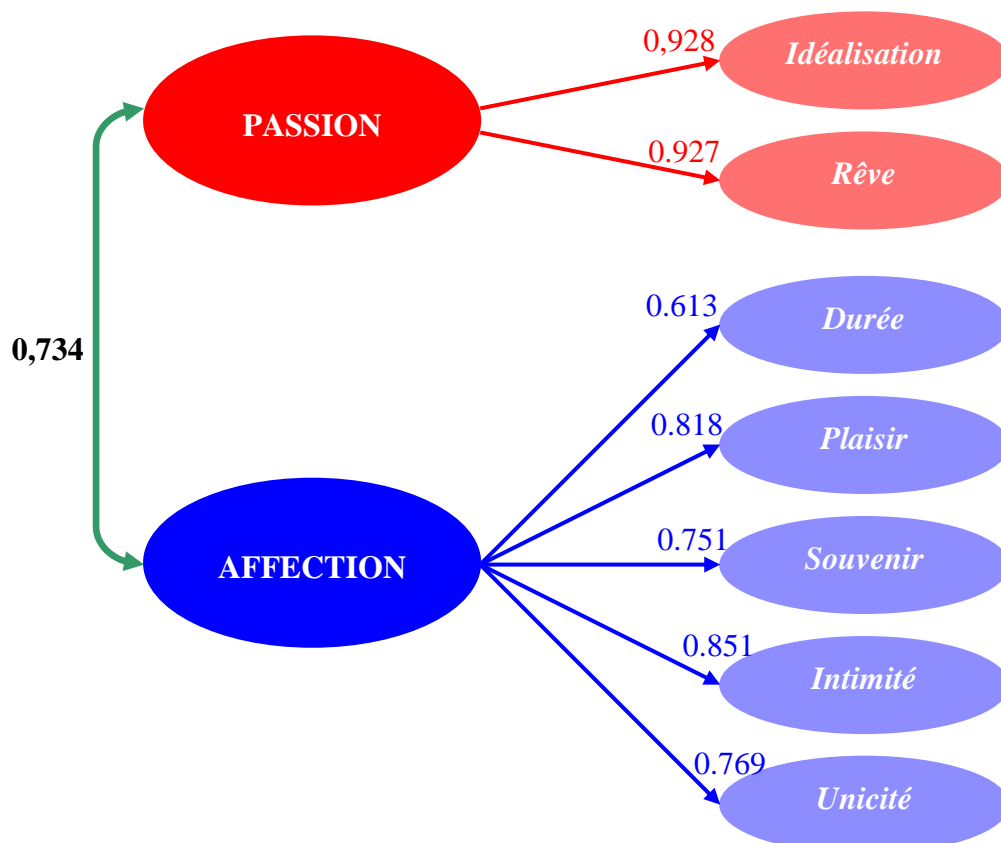 0,928
Idéalisation
PASSION
0.927
Rêve
0.613
Durée
0,734
0.818
Plaisir
0.751
Souvenir
AFFECTION
0.851
Intimité
0.769
Unicité